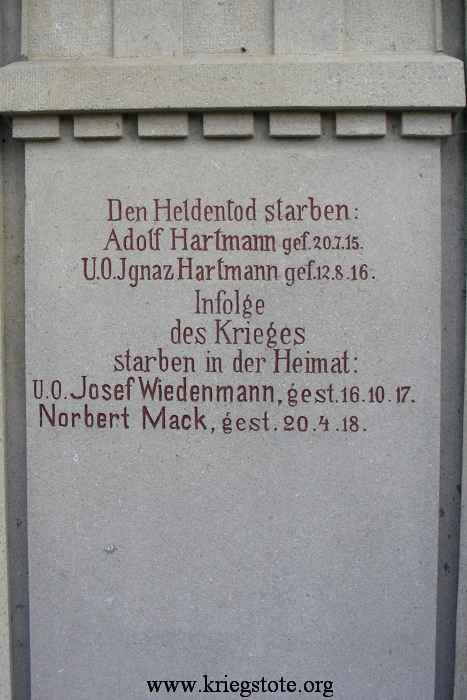 Den Heldentod starben:
Adolf Hartmann gef. 20.7.15.
U.O. Jgnaz Hartmann gef. 12.8.16.
Infolge
des Krieges
starben in der Heimat:
U.O. Josef Wiedenmann, gest. 16.10.17.
Norbert Mack, gest. 20.4.18.
www.kriegstote.org